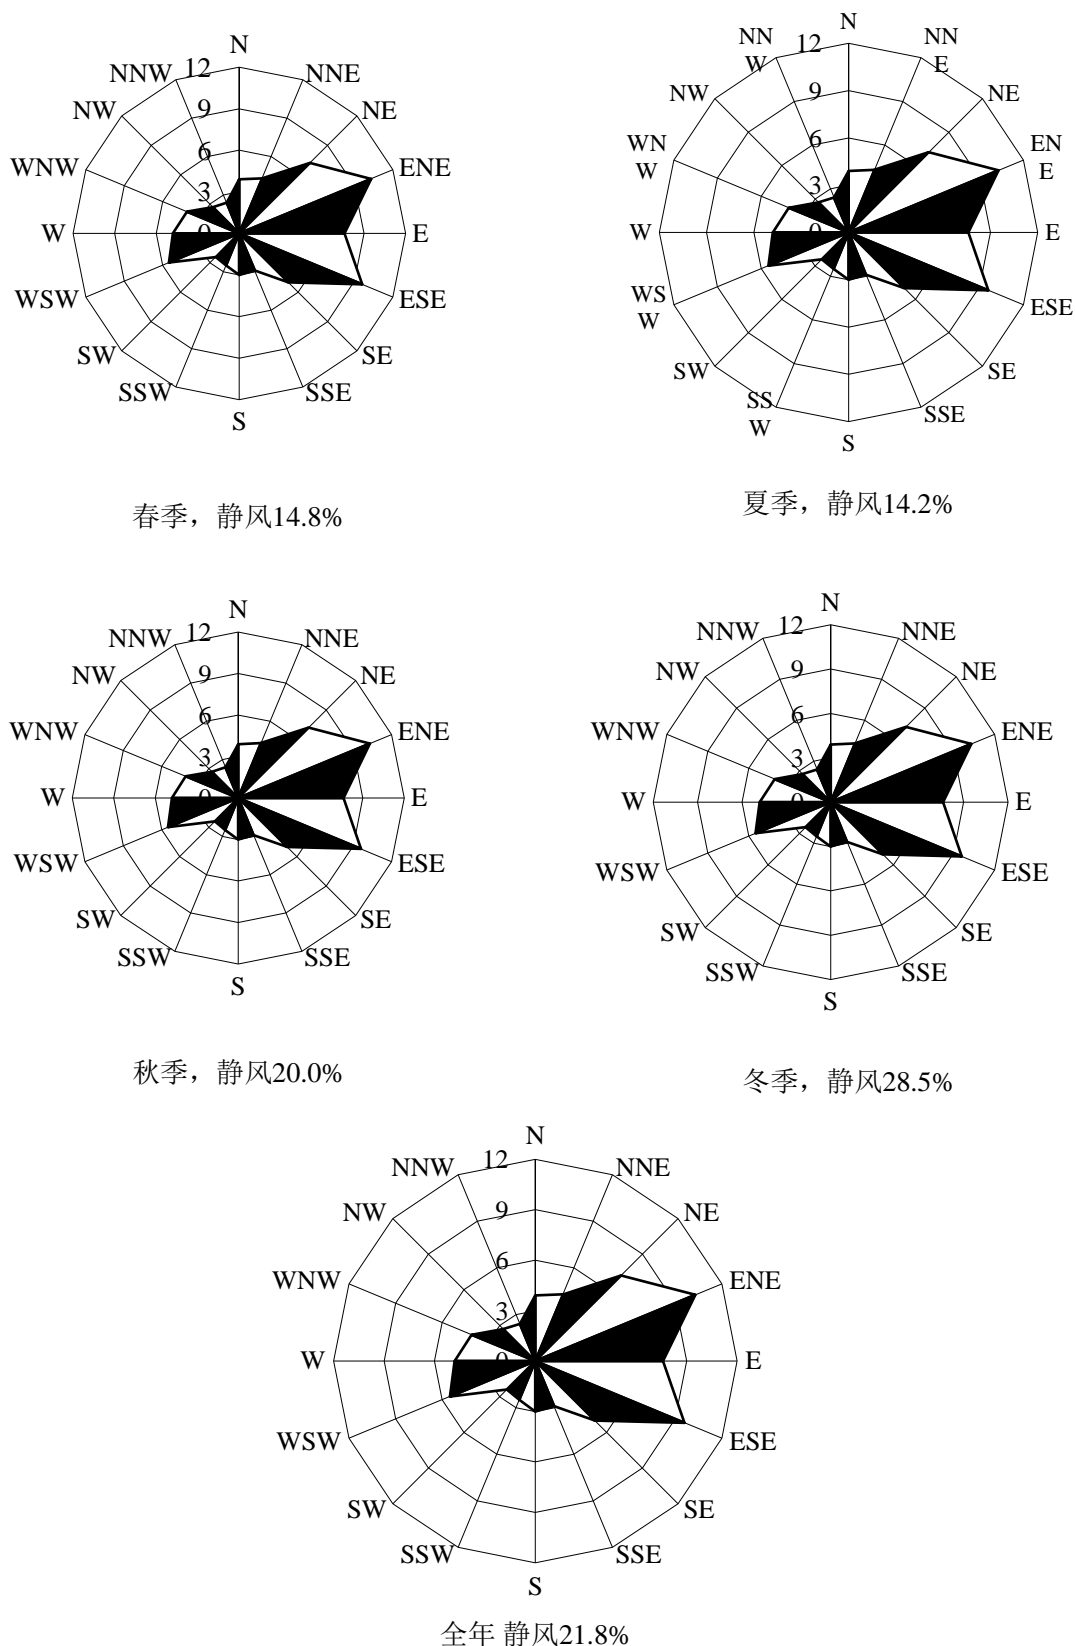 N
NNE
NE
ENE
E
ESE
SE
SSE
S
SSW
SW
WSW
W
WNW
NW
NNW
12
9
6
3
0
春季，静风14.8%
N
NN
E
NE
EN
E
E
ESE
SE
SSE
S
SS
W
SW
WS
W
W
WN
W
NW
NN
W
12
9
6
3
0
夏季，静风14.2%
N
NNE
NE
ENE
E
ESE
SE
SSE
S
SSW
SW
WSW
W
WNW
NW
NNW
12
9
6
3
0
秋季，静风20.0%
N
NNE
NE
ENE
E
ESE
SE
SSE
S
SSW
SW
WSW
W
WNW
NW
NNW
12
9
6
3
0
冬季，静风28.5%
N
NNE
NE
ENE
E
ESE
SE
SSE
S
SSW
SW
WSW
W
WNW
NW
NNW
12
9
6
3
0
全年 静风21.8%